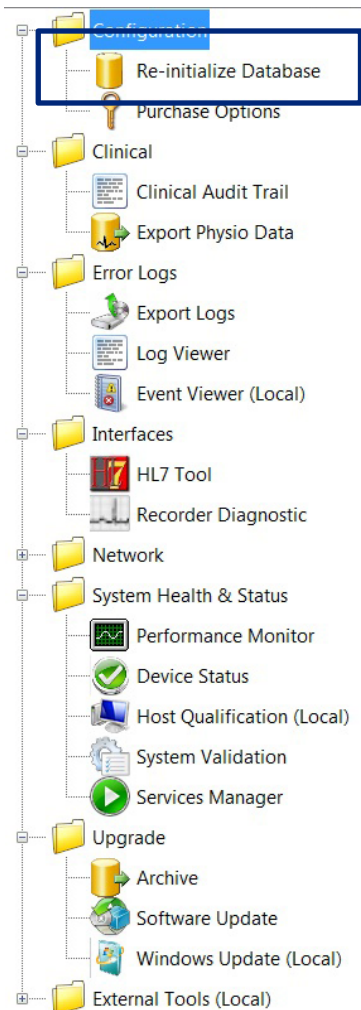 Configuration
Re-initialize Database
Purchase Options
Clinical
Clinical Audit Trail
Export Physio Data
Error Logs
Export Logs
Log Viewer
Event Viewer (Local)
Interfaces
HL7 Tool
Recorder Diagnostic
Network
System Health & Status
Performance Monitor
Device Status
Host Qualification (Local)
System Validation
Services Manager
Upgrade
Archive
Software Update
Windows Update (Local)
External Tools (Local)